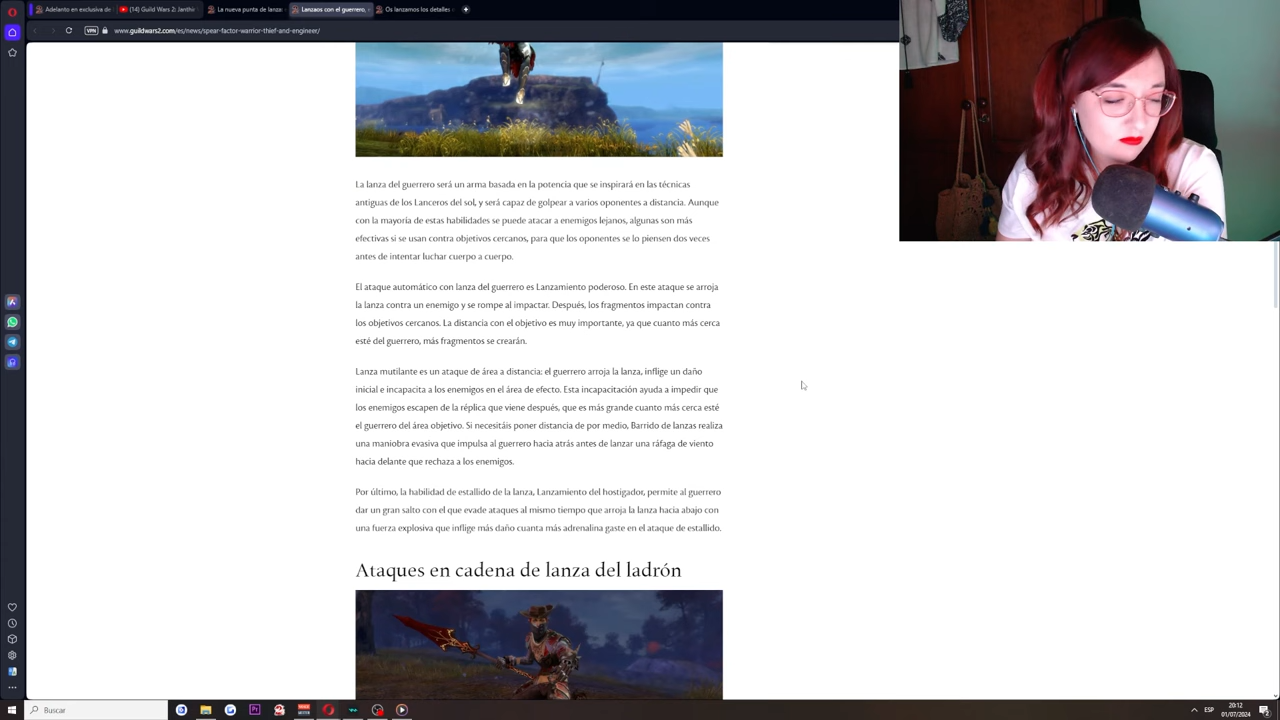 Adelanto en exclusiva de
(14) Guild Wars 2: Janthir
La nueva punta de lanza:
Lanzaos con el guerrero,
Os lanzamos los detalles
VPN
www.guildwars2.com/es/news/spear-factor-warrior-thief-and-engineer/
La lanza del guerrero será un arma basada en la potencia que se inspirará en las técnicas
antiguas de los Lanceros del sol, y será capaz de golpear a varios oponentes a distancia. Aunque
con la mayoría de estas habilidades se puede atacar a enemigos lejanos, algunas son más
efectivas si se usan contra objetivos cercanos, para que los oponentes se lo piensen dos veces
antes de intentar luchar cuerpo a cuerpo.
El ataque automático con lanza del guerrero es Lanzamiento poderoso. En este ataque se arroja
la lanza contra un enemigo y se rompe al impactar. Después, los fragmentos impactan contra
los objetivos cercanos. La distancia con el objetivo es muy importante, ya que cuanto más cerca
esté del guerrero, más fragmentos se crearán.
Lanza mutilante es un ataque de área a distancia: el guerrero arroja la lanza, inflige un daño
inicial e incapacita a los enemigos en el área de efecto. Esta incapacitación ayuda a impedir que
los enemigos escapen de la réplica que viene después, que es más grande cuanto más cerca esté
el guerrero del área objetivo. Si necesitáis poner distancia de por medio, Barrido de lanzas realiza
una maniobra evasiva que impulsa al guerrero hacia atrás antes de lanzar una ráfaga de viento
hacia delante que rechaza a los enemigos.
Por último, la habilidad de estallido de la lanza, Lanzamiento del hostigador, permite al guerrero
dar un gran salto con el que evade ataques al mismo tiempo que arroja la lanza hacia abajo con
una fuerza explosiva que inflige más daño cuanta más adrenalina gaste en el ataque de estallido.
Ataques en cadena de lanza del ladrón
Buscar
Pr
ESP
20:12
01/07/2024